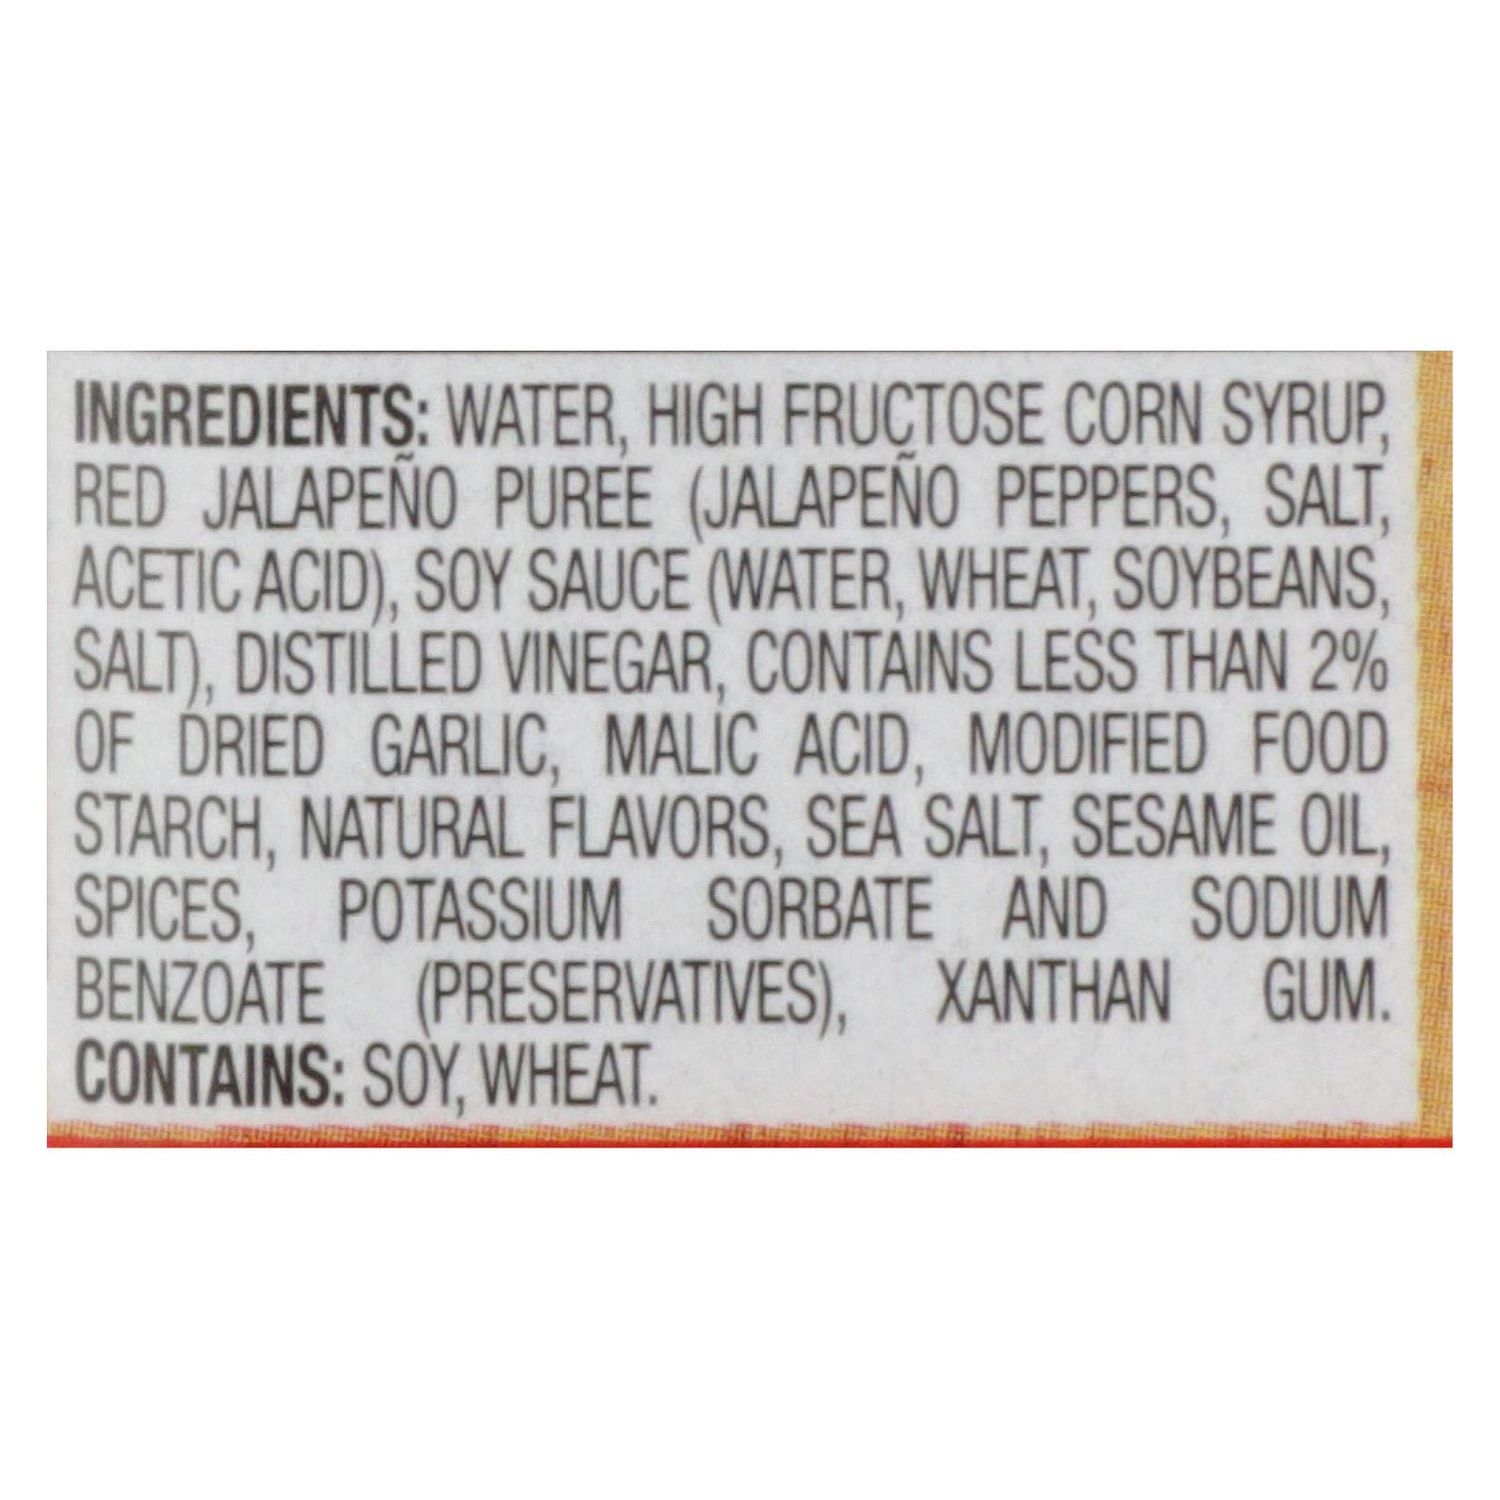 INGREDIENTS: WATER, HIGH FRUCTOSE CORN SYRUP,
RED JALAPEÑO PUREE (JALAPEÑO PEPPERS, SALT,
ACETIC ACID), SOY SAUCE (WATER, WHEAT, SOYBEANS,
SALT), DISTILLED VINEGAR, CONTAINS LESS THAN 2%
OF DRIED GARLIC, MALIC ACID, MODIFIED FOOD
STARCH, NATURAL FLAVORS, SEA SALT, SESAME OIL,
SPICES, POTASSIUM SORBATE AND SODIUM
BENZOATE (PRESERVATIVES), XANTHAN GUM.
CONTAINS: SOY, WHEAT.